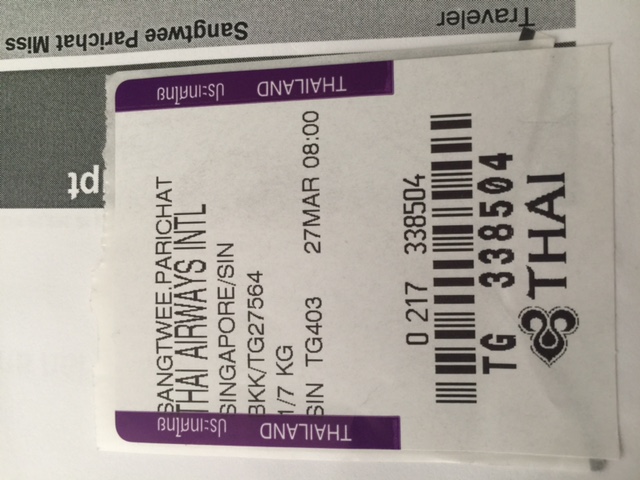 Traveler
Sangtwee Parichat Miss
pt
THAILAND ประเทศไทย
THAILAND ประเทศไทย
SANGTWEE.PARICHAT
THAI AIRWAYS INTL
SINGAPORE/SIN
BKK/TG27564
1/7 KG
SIN TG403 27MAR 08:00
0 217 338504
TG 338504
THAI